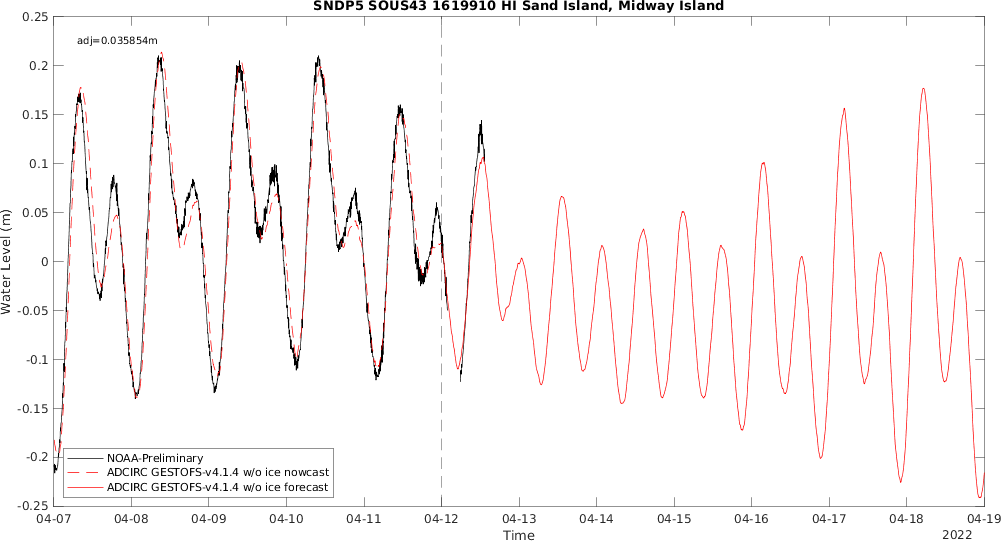 SNDP5 SOUS43 1619910 HI Sand Island, Midway Island
adj=0.035854m
0.25
0.2
0.15
0.1
0.05
0
-0.05
-0.1
-0.15
-0.2
-0.25
Water Level (m)
NOAA-Preliminary
ADCIRC GESTOFS-v4.1.4 w/o ice nowcast
ADCIRC GESTOFS-v4.1.4 w/o ice forecast
04-07 04-08 04-09 04-10 04-11 04-12 04-13 04-14 04-15 04-16 04-17 04-18 04-19
Time
2022